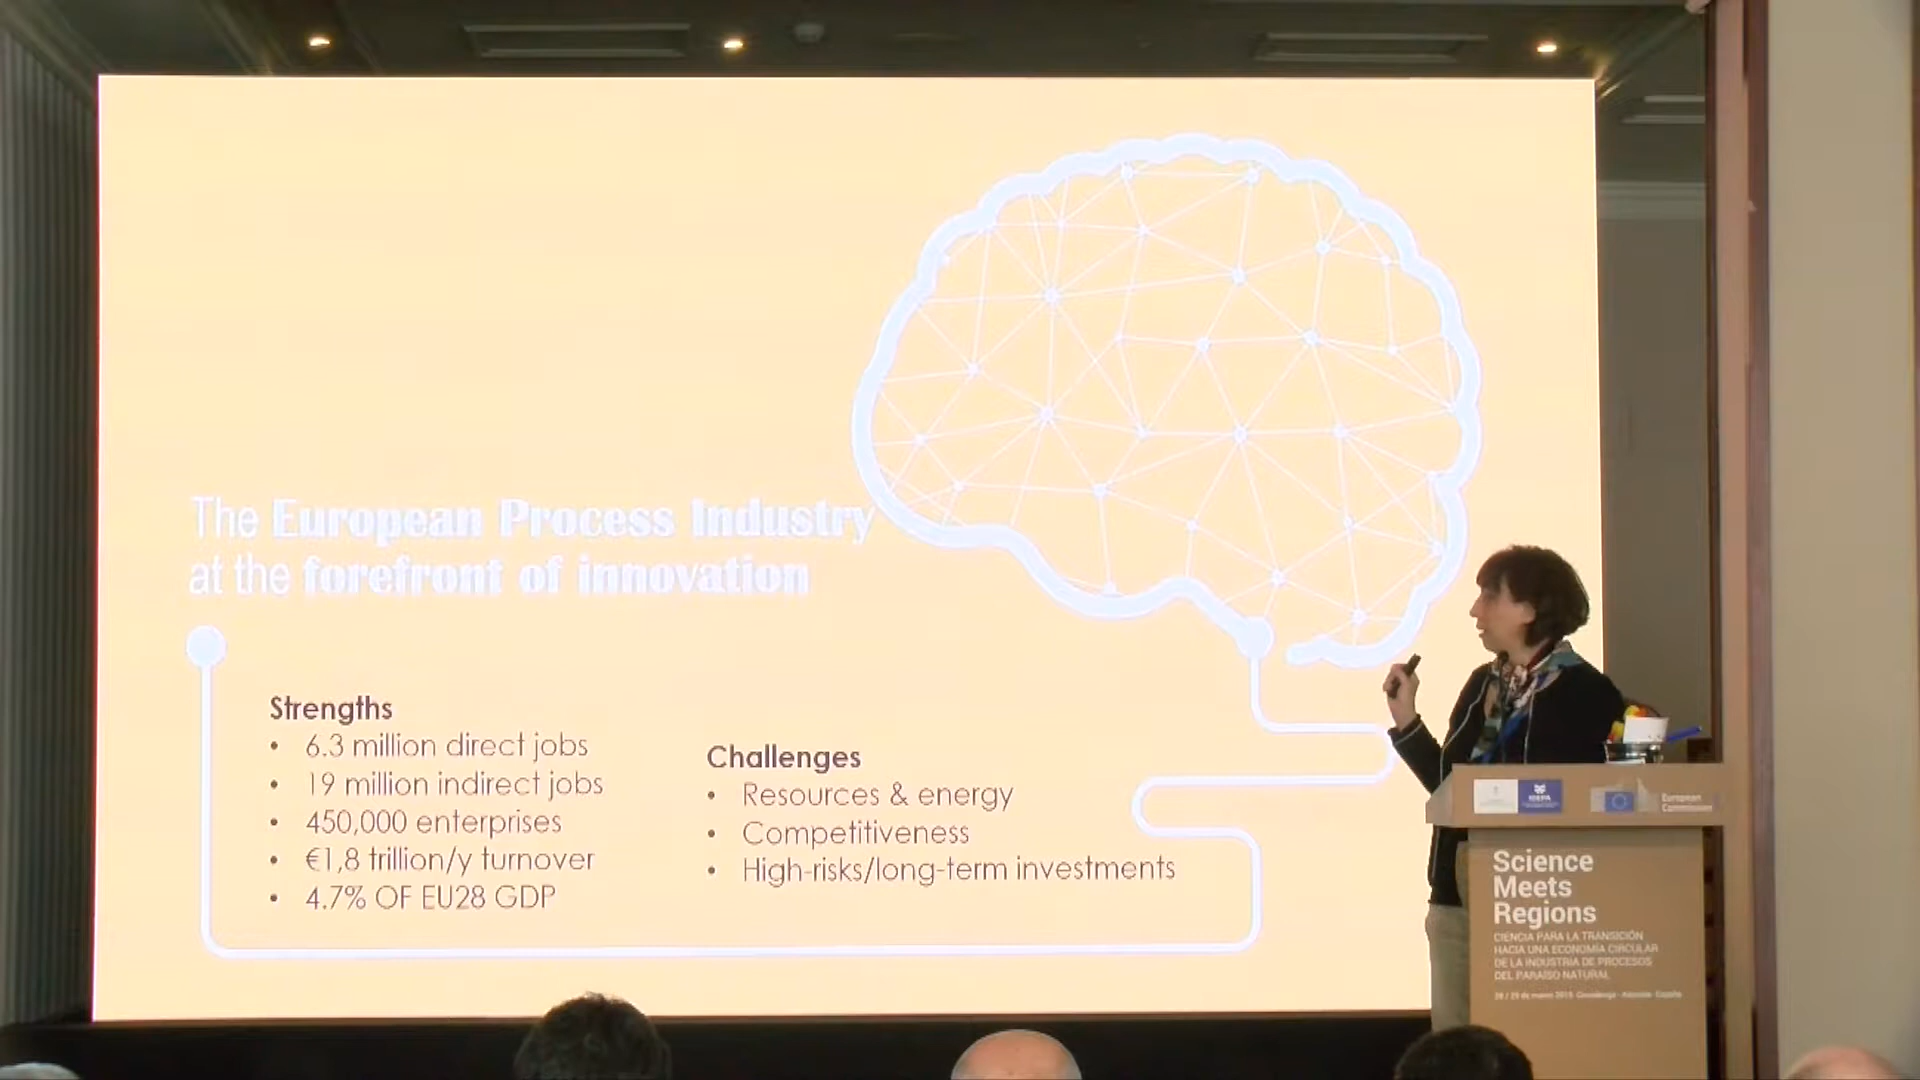 The European Process Industry
at the forefront of innovation
Strengths
• 6.3 million direct jobs
• 19 million indirect jobs
• 450,000 enterprises
• €1,8 trillion/y turnover
• 4.7% OF EU28 GDP
Challenges
• Resources & energy
• Competitiveness
• High-risks/long-term investments
IDEPA
European
Commission
Science
Meets
Regions
CIENCIA PARA LA TRANSICIÓN
HACIA UNA ECONOMÍA CIRCULAR
DE LA INDUSTRIA DE PROCESOS
DEL PARAÍSO NATURAL